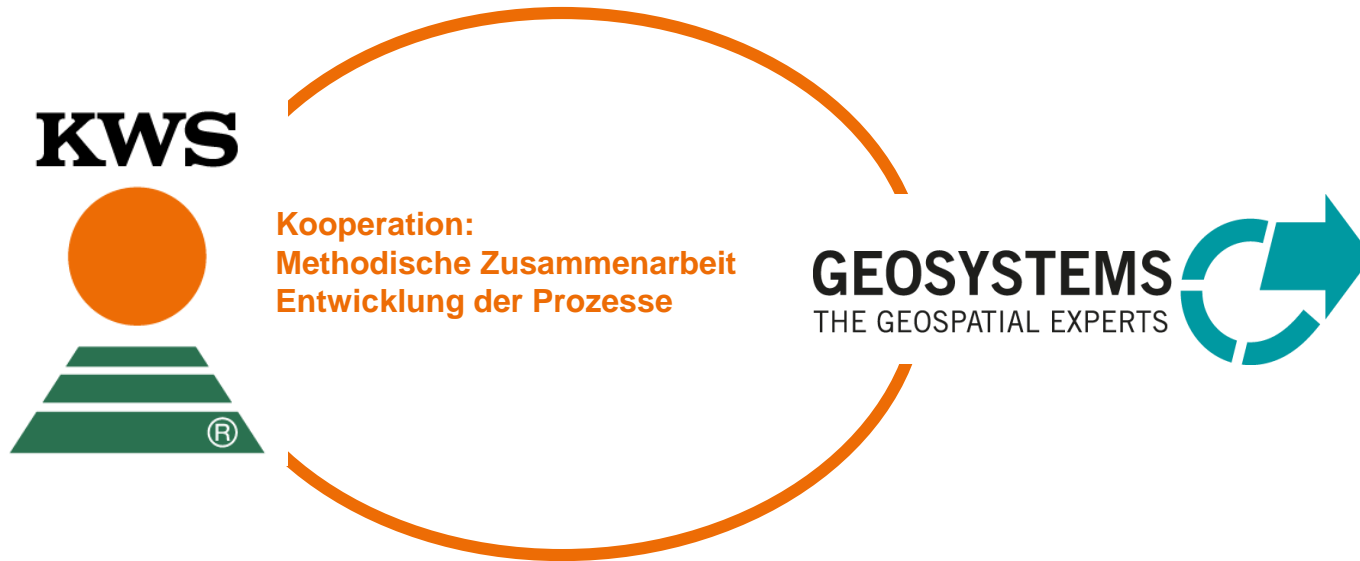 KWS
®
Kooperation:
Methodische Zusammenarbeit
Entwicklung der Prozesse
GEOSYSTEMS
THE GEOSPATIAL EXPERTS